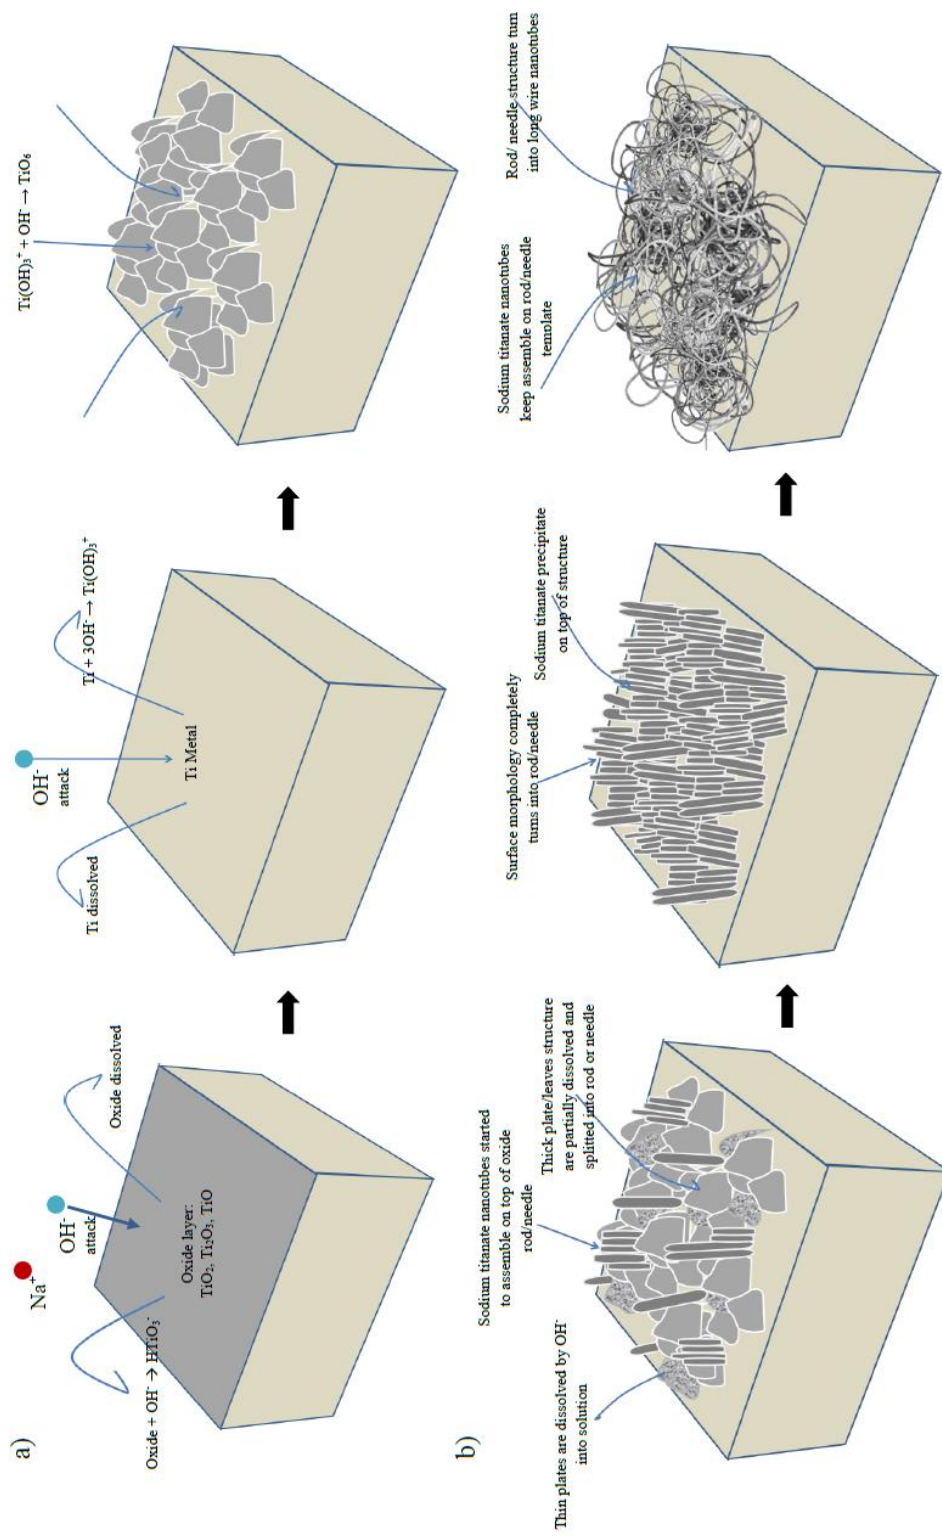 a)
Na⁺
OH⁻
attack
Oxide + OH⁻ → HTiO₃⁻
Oxide dissolved
Oxide layer:
TiO₂, Ti₂O₃, TiO
OH⁻
attack
Ti dissolved
Ti + 3OH⁻ → Ti(OH)₃⁺
Ti Metal
Ti(OH)₃⁺ + OH⁻ → TiO₆
b)
Thin plates are dissolved by OH⁻
into solution
Sodium titanate nanotubes started
to assemble on top of oxide
rod/needle
Thick plate/leaves structure
are partially dissolved and
splitted into rod or needle
Surface morphology completely
turns into rod/needle
Sodium titanate precipitate
on top of structure
Sodium titanate nanotubes
keep assemble on rod/needle
template
Rod/ needle structure turn
into long wire nanotubes